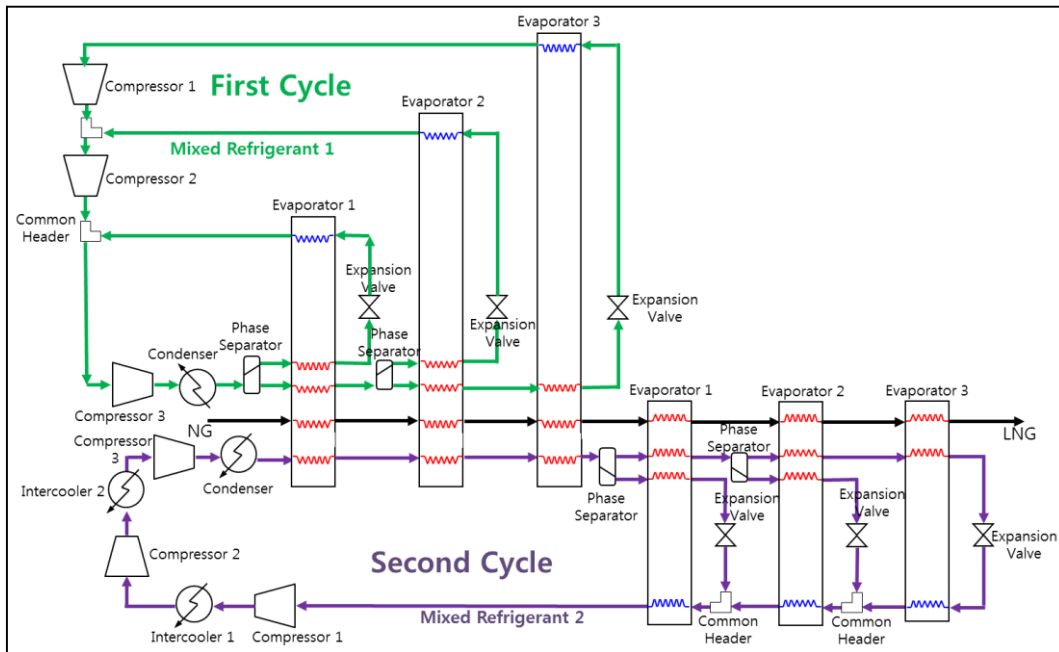 Evaporator 3
First Cycle
Compressor 1
Evaporator 2
Mixed Refrigerant 1
Compressor 2
Evaporator 1
Common
Header
Expansion
Valve
Expansion
Valve
Expansion
Valve
Phase
Separator
Phase
Separator
Condenser
Compressor 3
Evaporator 1
Evaporator 2
Evaporator 3
NG
LNG
Compressor
3
Phase
Separator
Intercooler 2
Condenser
Phase
Separator
Expansion
Valve
Expansion
Valve
Expansion
Valve
Compressor 2
Second Cycle
Mixed Refrigerant 2
Intercooler 1
Compressor 1
Common
Header
Common
Header